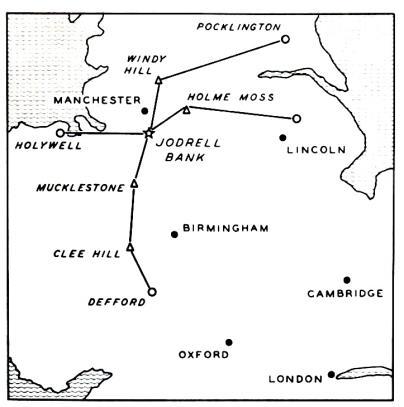 POCKLINGTON
WINDY
HILL
MANCHESTER
HOLME MOSS
HOLYWELL
JODRELL
BANK
LINCOLN
MUCKLESTONE
BIRMINGHAM
CLEE HILL
DEFFORD
CAMBRIDGE
OXFORD
LONDON